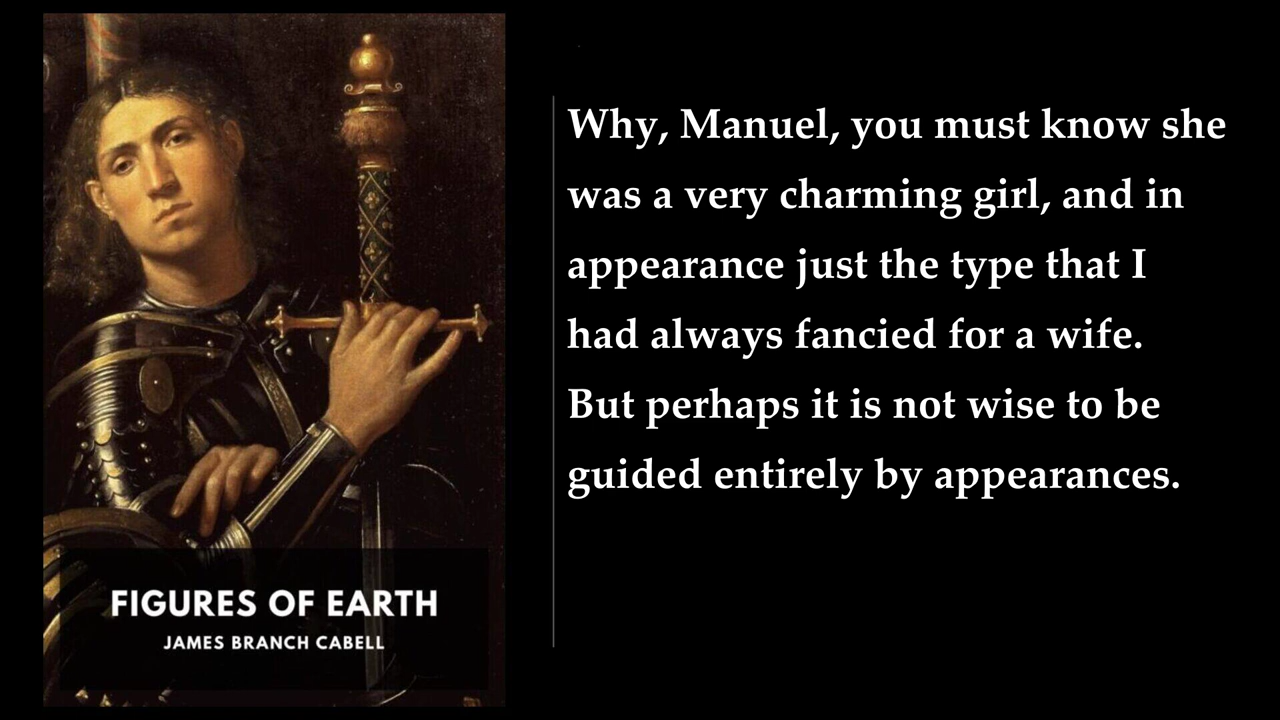 FIGURES OF EARTH
JAMES BRANCH CABELL
Why, Manuel, you must know she
was a very charming girl, and in
appearance just the type that I
had always fancied for a wife.
But perhaps it is not wise to be
guided entirely by appearances.